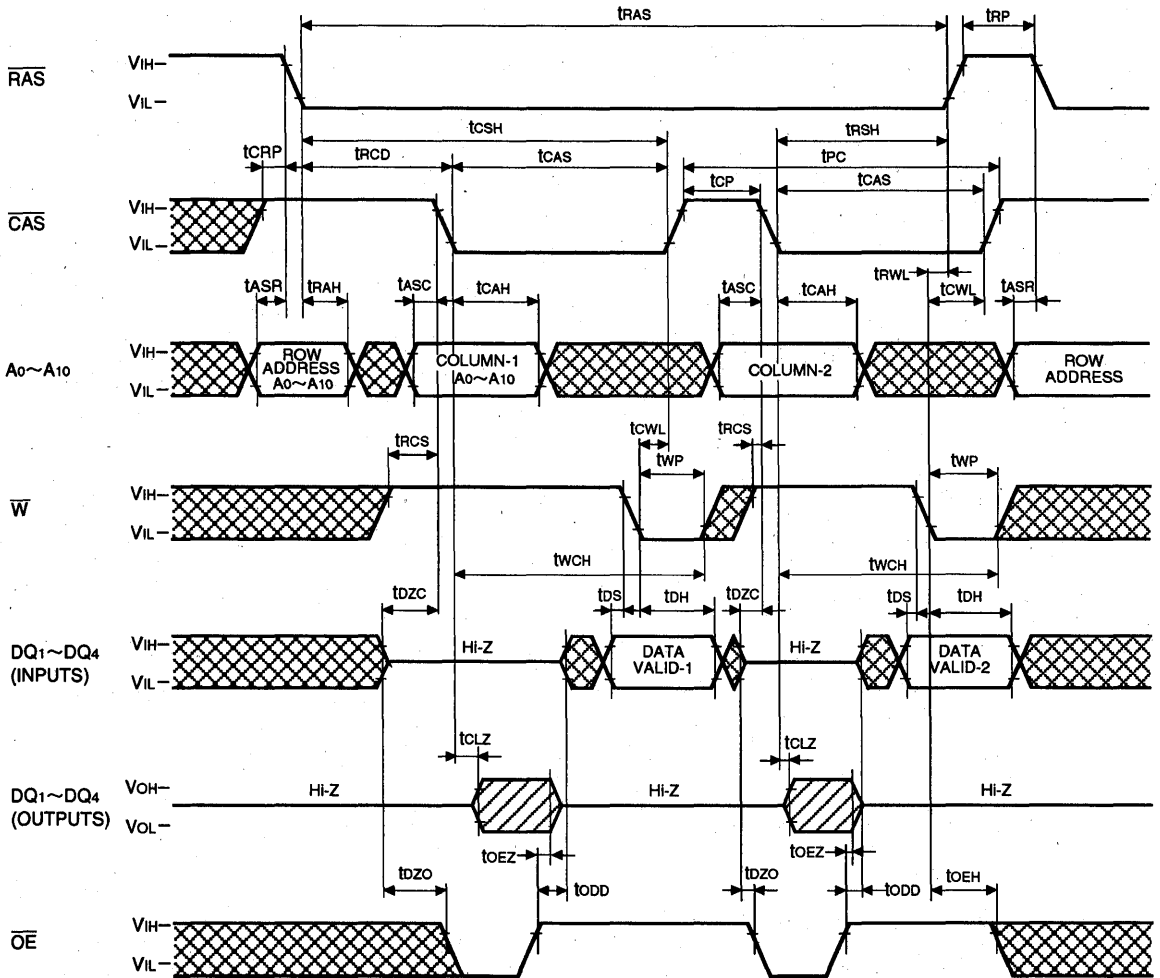 tRAS tRP
RAS VIH
VIL
tCSH tRSH
tCRP tRCD tCAS tPC
tCP tCAS
CAS VIH
VIL
tRWL
tASR tRAH tASC tCAH tASC tCAH tCWL tASR
A0~A10 VIH
VIL
ROW ADDRESS A0~A10
COLUMN-1 A0~A10
COLUMN-2
ROW ADDRESS
tRCS tCWL tRCS
tWP tWP
W VIH
VIL
tWCH tWCH
tDZC tDS tDH tDZC tDS tDH
DQ1~DQ4 (INPUTS) VIH
VIL
Hi-Z
DATA VALID-1
Hi-Z
DATA VALID-2
tCLZ tCLZ
DQ1~DQ4 (OUTPUTS) VOH
VOL
Hi-Z Hi-Z Hi-Z
tOEZ tOEZ
tDZO tODD tDZO tODD tOEH
OE VIH
VIL